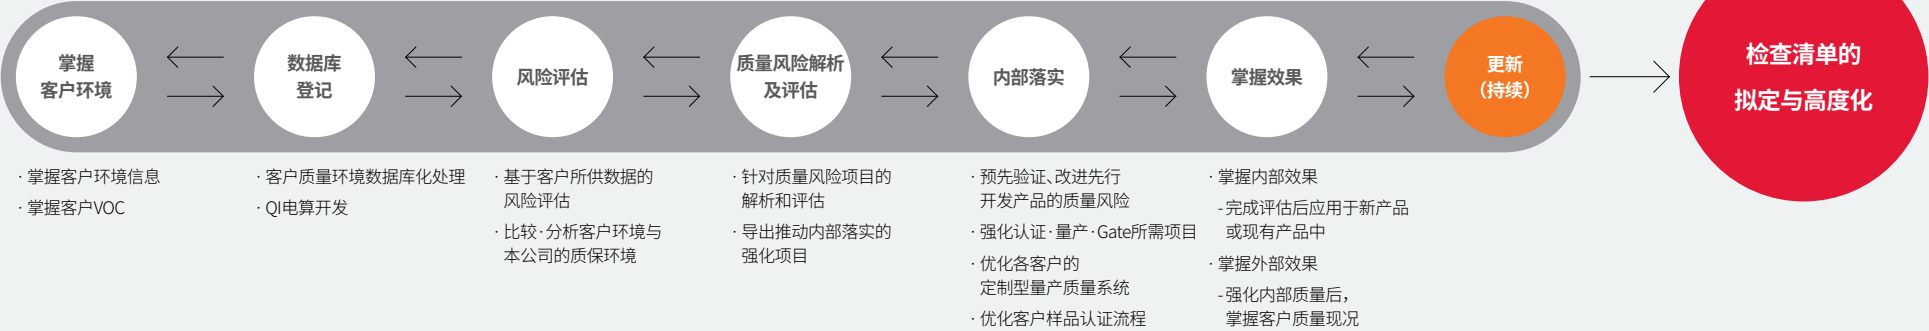 掌握
客户环境
数据库
登记
风险评估
质量风险解析
及评估
内部落实
掌握效果
更新
（持续）
检查清单的
拟定与高度化
· 掌握客户环境信息
· 掌握客户VOC
· 客户质量环境数据库化处理
· QI电算开发
· 基于客户所供数据的
风险评估
· 比较·分析客户环境与
本公司的质保环境
· 针对质量风险项目的
解析和评估
· 导出推动内部落实的
强化项目
· 预先验证、改进先行
开发产品的质量风险
· 强化认证·量产·Gate所需项目
· 优化各客户的
定制型量产质量系统
· 优化客户样品认证流程
· 掌握内部效果
- 完成评估后应用于新产品
或现有产品中
· 掌握外部效果
- 强化内部质量后，
掌握客户质量现况